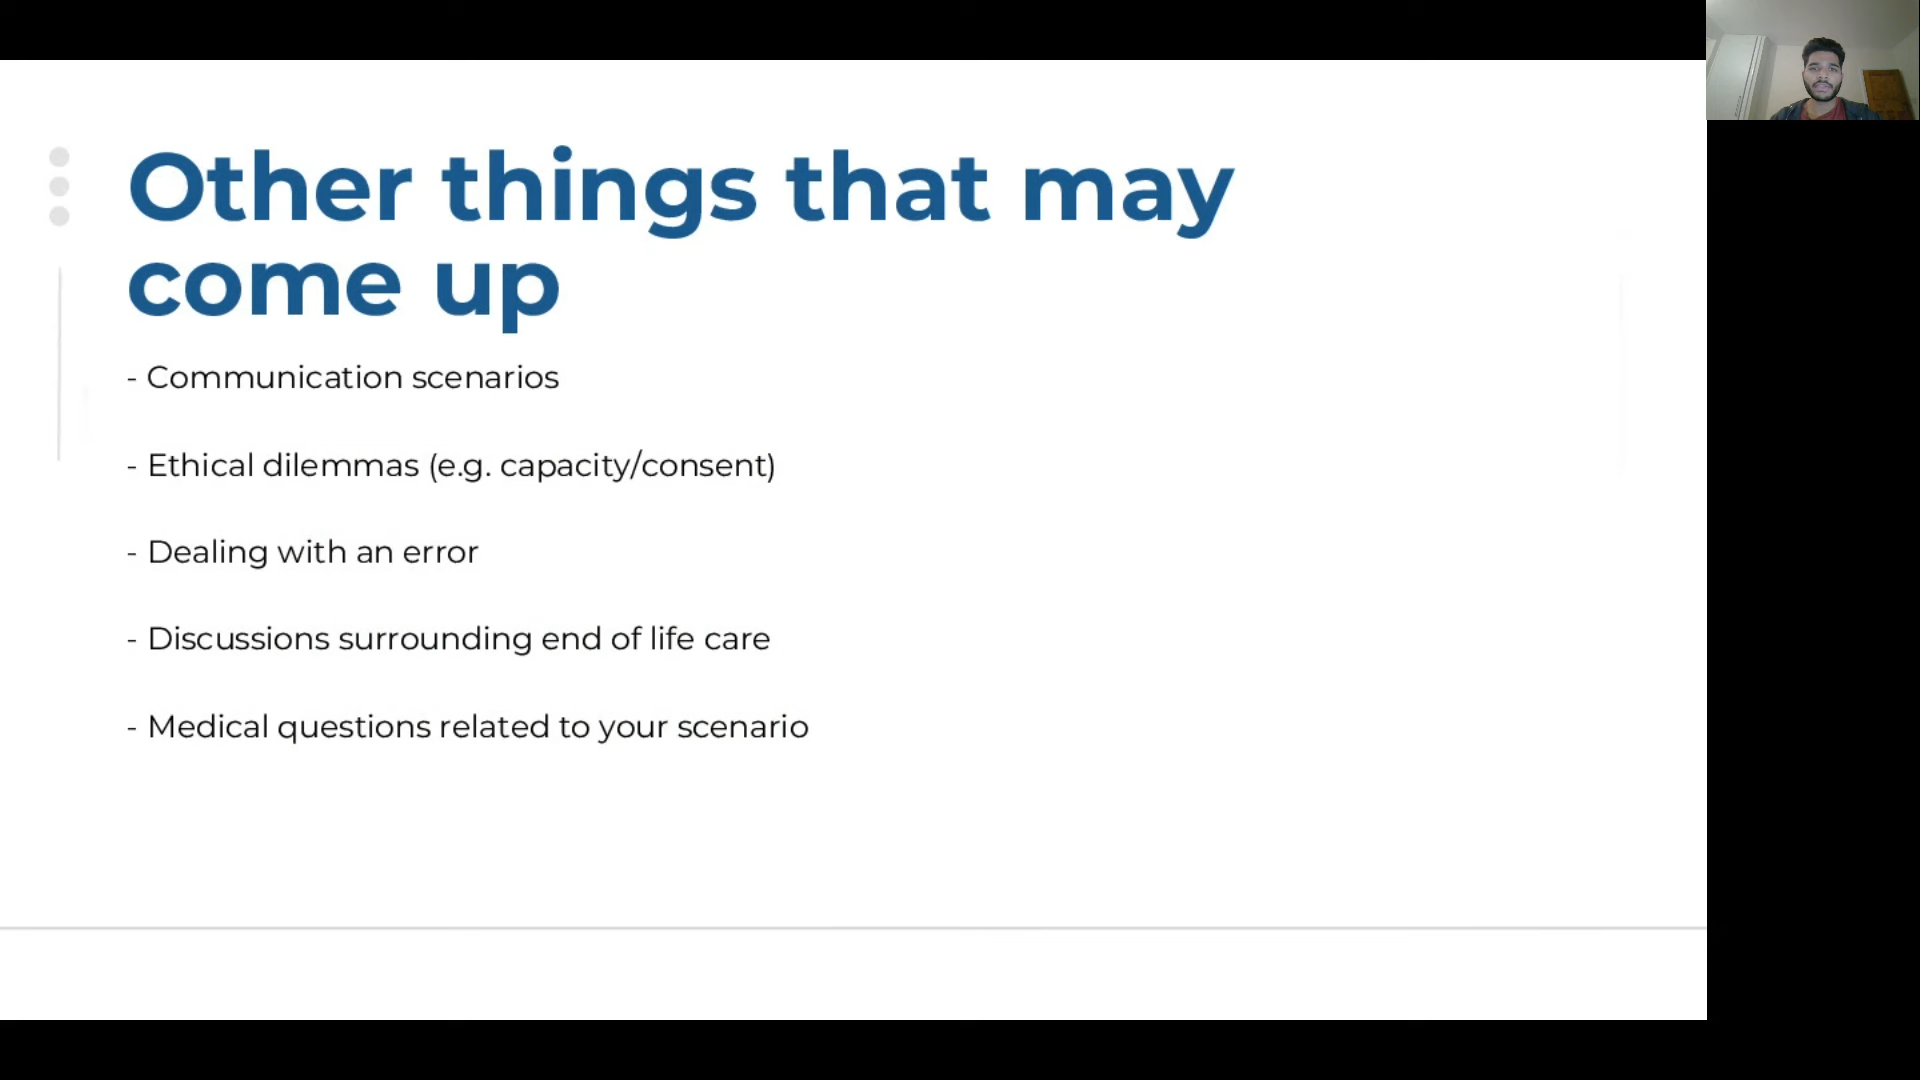 Other things that may
come up
- Communication scenarios
- Ethical dilemmas (e.g. capacity/consent)
- Dealing with an error
- Discussions surrounding end of life care
- Medical questions related to your scenario